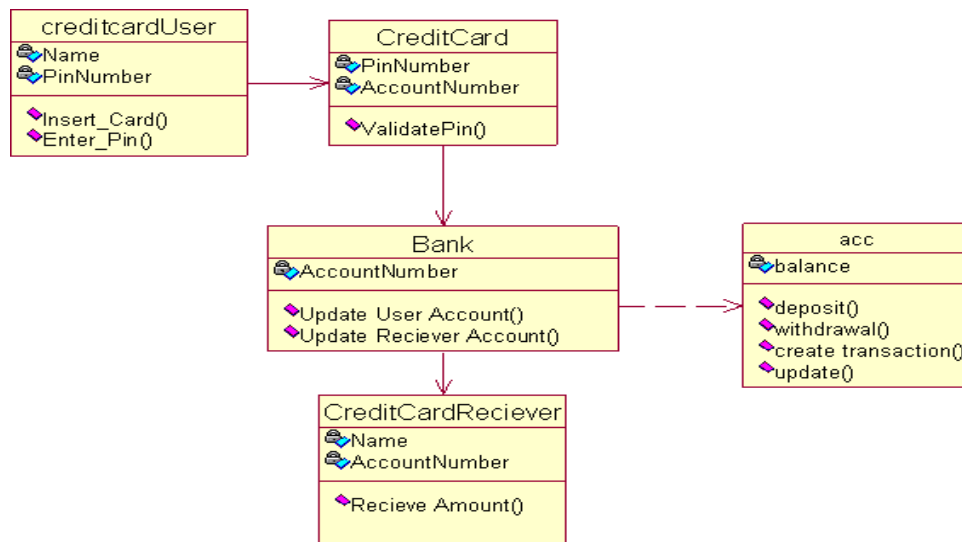 creditcardUser
Name
PinNumber
Insert_Card()
Enter_Pin()
CreditCard
PinNumber
AccountNumber
ValidatePin()
Bank
AccountNumber
Update User Account()
Update Reciever Account()
acc
balance
deposit()
withdrawal()
create transaction()
update()
CreditCardReciever
Name
AccountNumber
Recieve Amount()